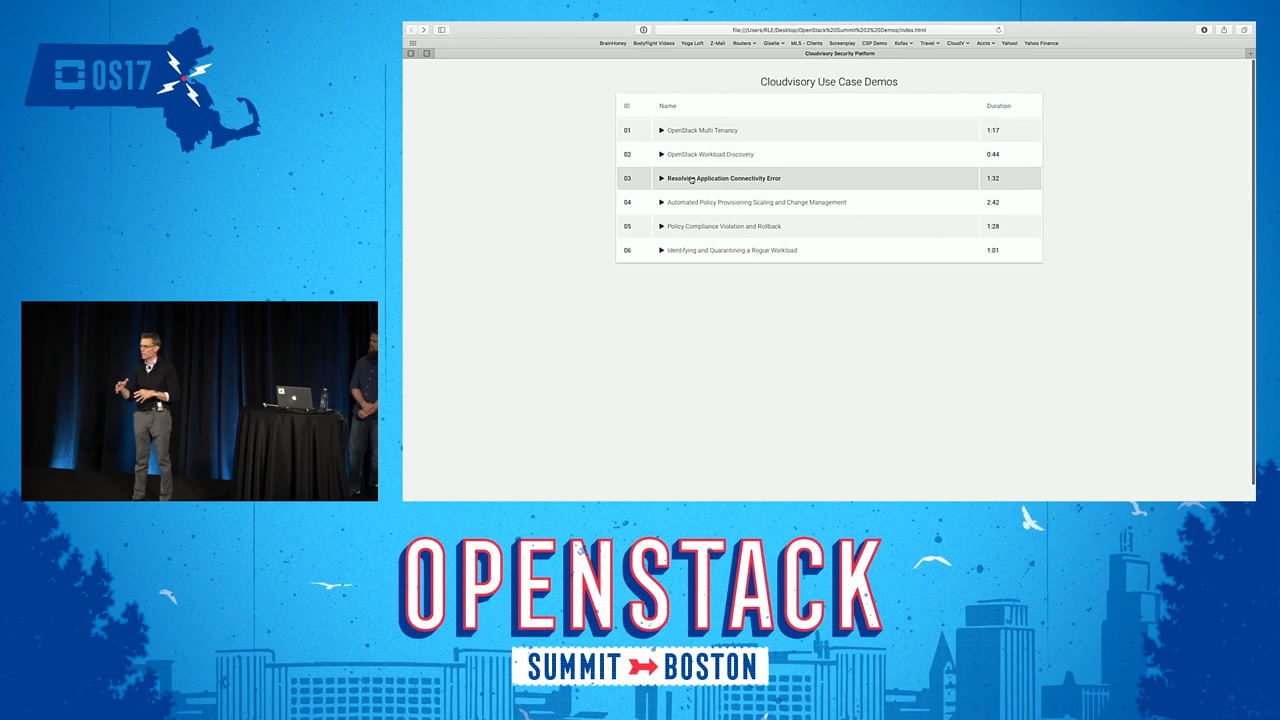 OS17
file:///Users/RLE/Desktop/OpenStack%20Summit%202%20Demos/index.html
BrainHoney Bodyflight Videos Yoga Loft Z-Mail Routers Giselle MLS - Clients Screenplay CSP Demo Kofax Travel CloudV Accts Yahoo! Yahoo Finance
Cloudvisory Security Platform
Cloudvisory Use Case Demos
ID Name Duration
01 OpenStack Multi Tenancy 1:17
02 OpenStack Workload Discovery 0:44
03 Resolving Application Connectivity Error 1:32
04 Automated Policy Provisioning Scaling and Change Management 2:42
05 Policy Compliance Violation and Rollback 1:28
06 Identifying and Quarantining a Rogue Workload 1:01
OPENSTACK
SUMMIT BOSTON